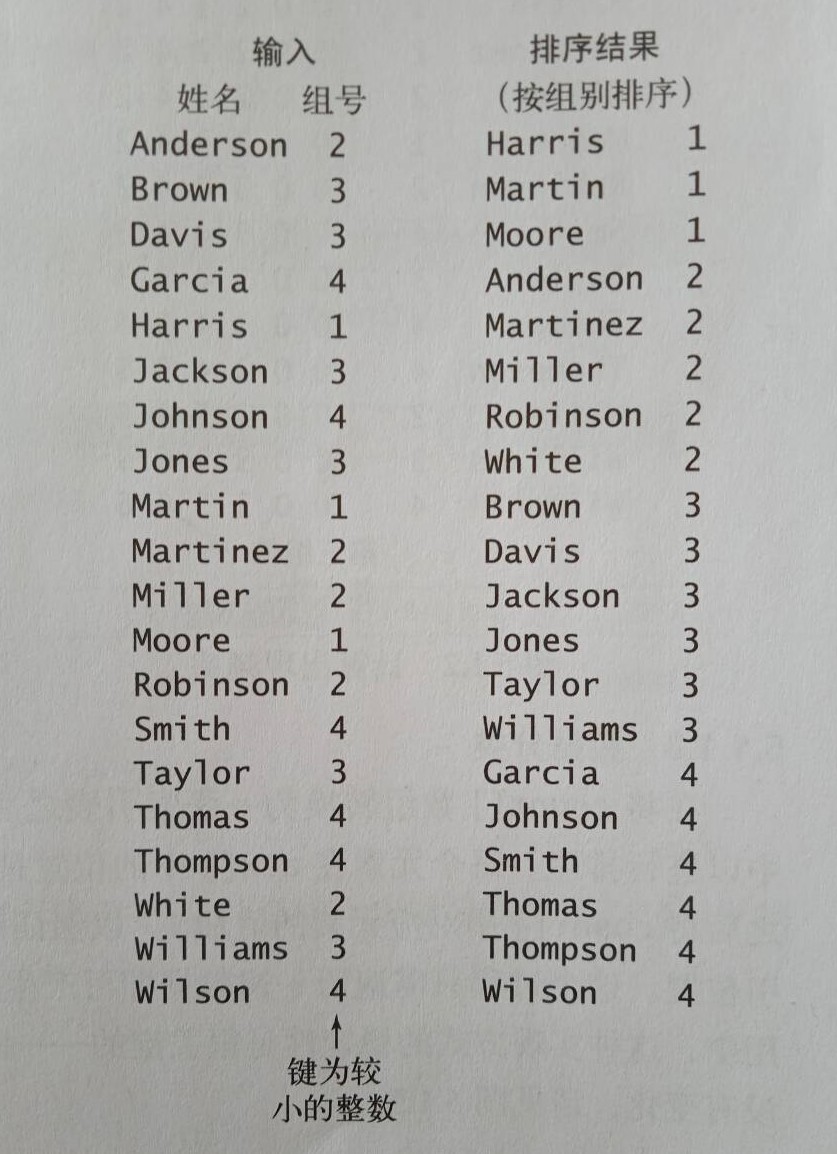 输入 排序结果
姓名 组号 （按组别排序）
Anderson 2 Harris 1
Brown 3 Martin 1
Davis 3 Moore 1
Garcia 4 Anderson 2
Harris 1 Martinez 2
Jackson 3 Miller 2
Johnson 4 Robinson 2
Jones 3 White 2
Martin 1 Brown 3
Martinez 2 Davis 3
Miller 2 Jackson 3
Moore 1 Jones 3
Robinson 2 Taylor 3
Smith 4 Williams 3
Taylor 3 Garcia 4
Thomas 4 Johnson 4
Thompson 4 Smith 4
White 2 Thomas 4
Williams 3 Thompson 4
Wilson 4 Wilson 4
键为较
小的整数